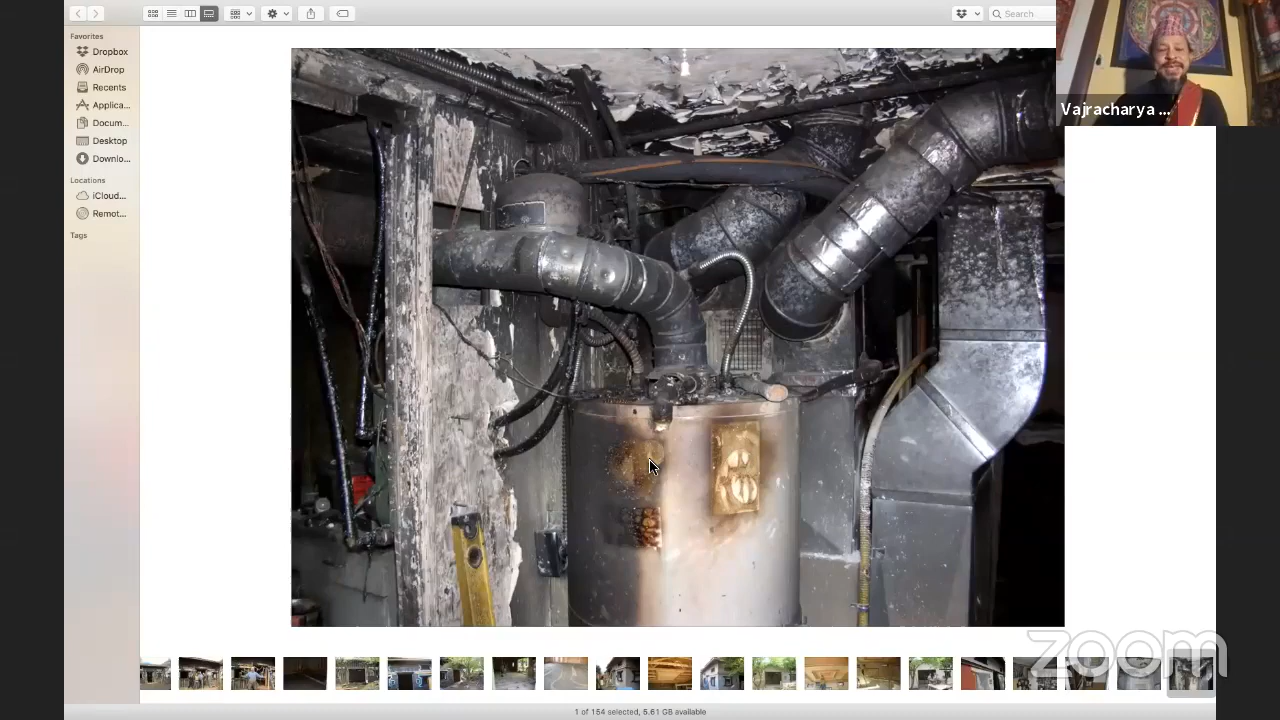 Search
Favorites
Dropbox
AirDrop
Recents
Applica...
Docum...
Desktop
Downlo...
Locations
iCloud...
Remot...
Tags
Vajracharya ...
zoom
1 of 154 selected, 5.61 GB available